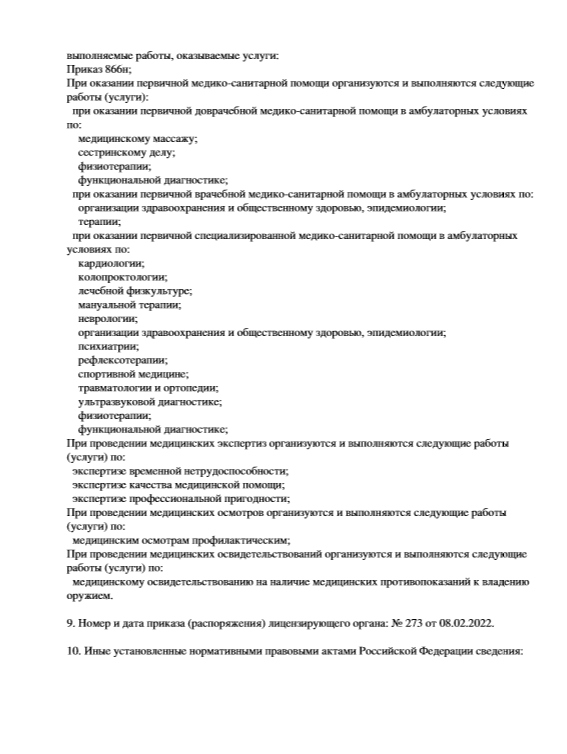 выполняемые работы, оказываемые услуги:
Приказ 866н;
При оказании первичной медико-санитарной помощи организуются и выполняются следующие
работы (услуги):
при оказании первичной доврачебной медико-санитарной помощи в амбулаторных условиях
по:
медицинскому массажу;
сестринскому делу;
физиотерапии;
функциональной диагностике;
при оказании первичной врачебной медико-санитарной помощи в амбулаторных условиях по:
организации здравоохранения и общественному здоровью, эпидемиологии;
терапии;
при оказании первичной специализированной медико-санитарной помощи в амбулаторных
условиях по:
кардиологии;
колопроктологии;
лечебной физкультуре;
мануальной терапии;
неврологии;
организации здравоохранения и общественному здоровью, эпидемиологии;
психиатрии;
рефлексотерапии;
спортивной медицине;
травматологии и ортопедии;
ультразвуковой диагностике;
физиотерапии;
функциональной диагностике;
При проведении медицинских экспертиз организуются и выполняются следующие работы
(услуги) по:
экспертизе временной нетрудоспособности;
экспертизе качества медицинской помощи;
экспертизе профессиональной пригодности;
При проведении медицинских осмотров организуются и выполняются следующие работы
(услуги) по:
медицинским осмотрам профилактическим;
При проведении медицинских освидетельствований организуются и выполняются следующие
работы (услуги) по:
медицинскому освидетельствованию на наличие медицинских противопоказаний к владению
оружием.
9. Номер и дата приказа (распоряжения) лицензирующего органа: № 273 от 08.02.2022.
10. Иные установленные нормативными правовыми актами Российской Федерации сведения: